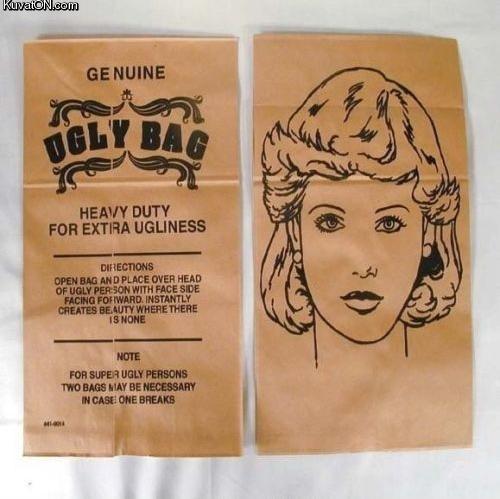 KuvatON.com
GENUINE
UGLY BAG
HEAVY DUTY
FOR EXTRA UGLINESS
DIRECTIONS
OPEN BAG AND PLACE OVER HEAD
OF UGLY PERSON WITH FACE SIDE
FACING FORWARD. INSTANTLY
CREATES BEAUTY WHERE THERE
IS NONE
NOTE
FOR SUPER UGLY PERSONS
TWO BAGS MAY BE NECESSARY
IN CASE ONE BREAKS